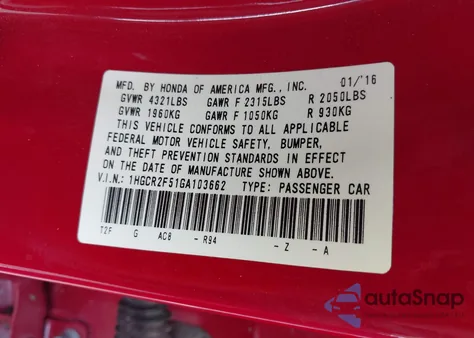 MFD. BY HONDA OF AMERICA MFG., INC. 01/'16
GVWR 4321LBS GAWR F 2315LBS R 2050LBS
GVWR 1960KG GAWR F 1050KG R 930KG
THIS VEHICLE CONFORMS TO ALL APPLICABLE
FEDERAL MOTOR VEHICLE SAFETY, BUMPER,
AND THEFT PREVENTION STANDARDS IN EFFECT
ON THE DATE OF MANUFACTURE SHOWN ABOVE.
V.I.N.: 1HGCR2F51GA103662 TYPE: PASSENGER CAR
T2F G AC8 - R94 - Z - A
autoSnap